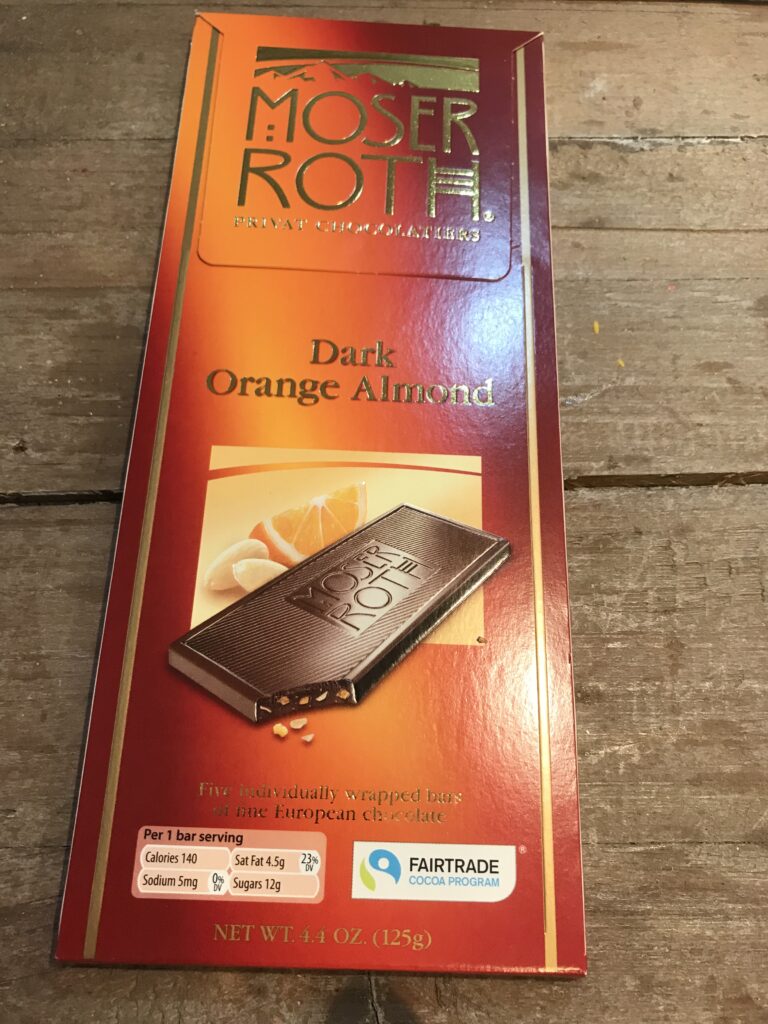 MOSER
ROTH®
PRIVAT CHOCOLATIERS
Dark
Orange Almond
MOSER
ROTH
Five individually wrapped bars
of fine European chocolate
Per 1 bar serving
Calories 140
Sat Fat 4.5g 23% DV
Sodium 5mg 0% DV
Sugars 12g
FAIRTRADE ®
COCOA PROGRAM
NET WT. 4.4 OZ. (125g)